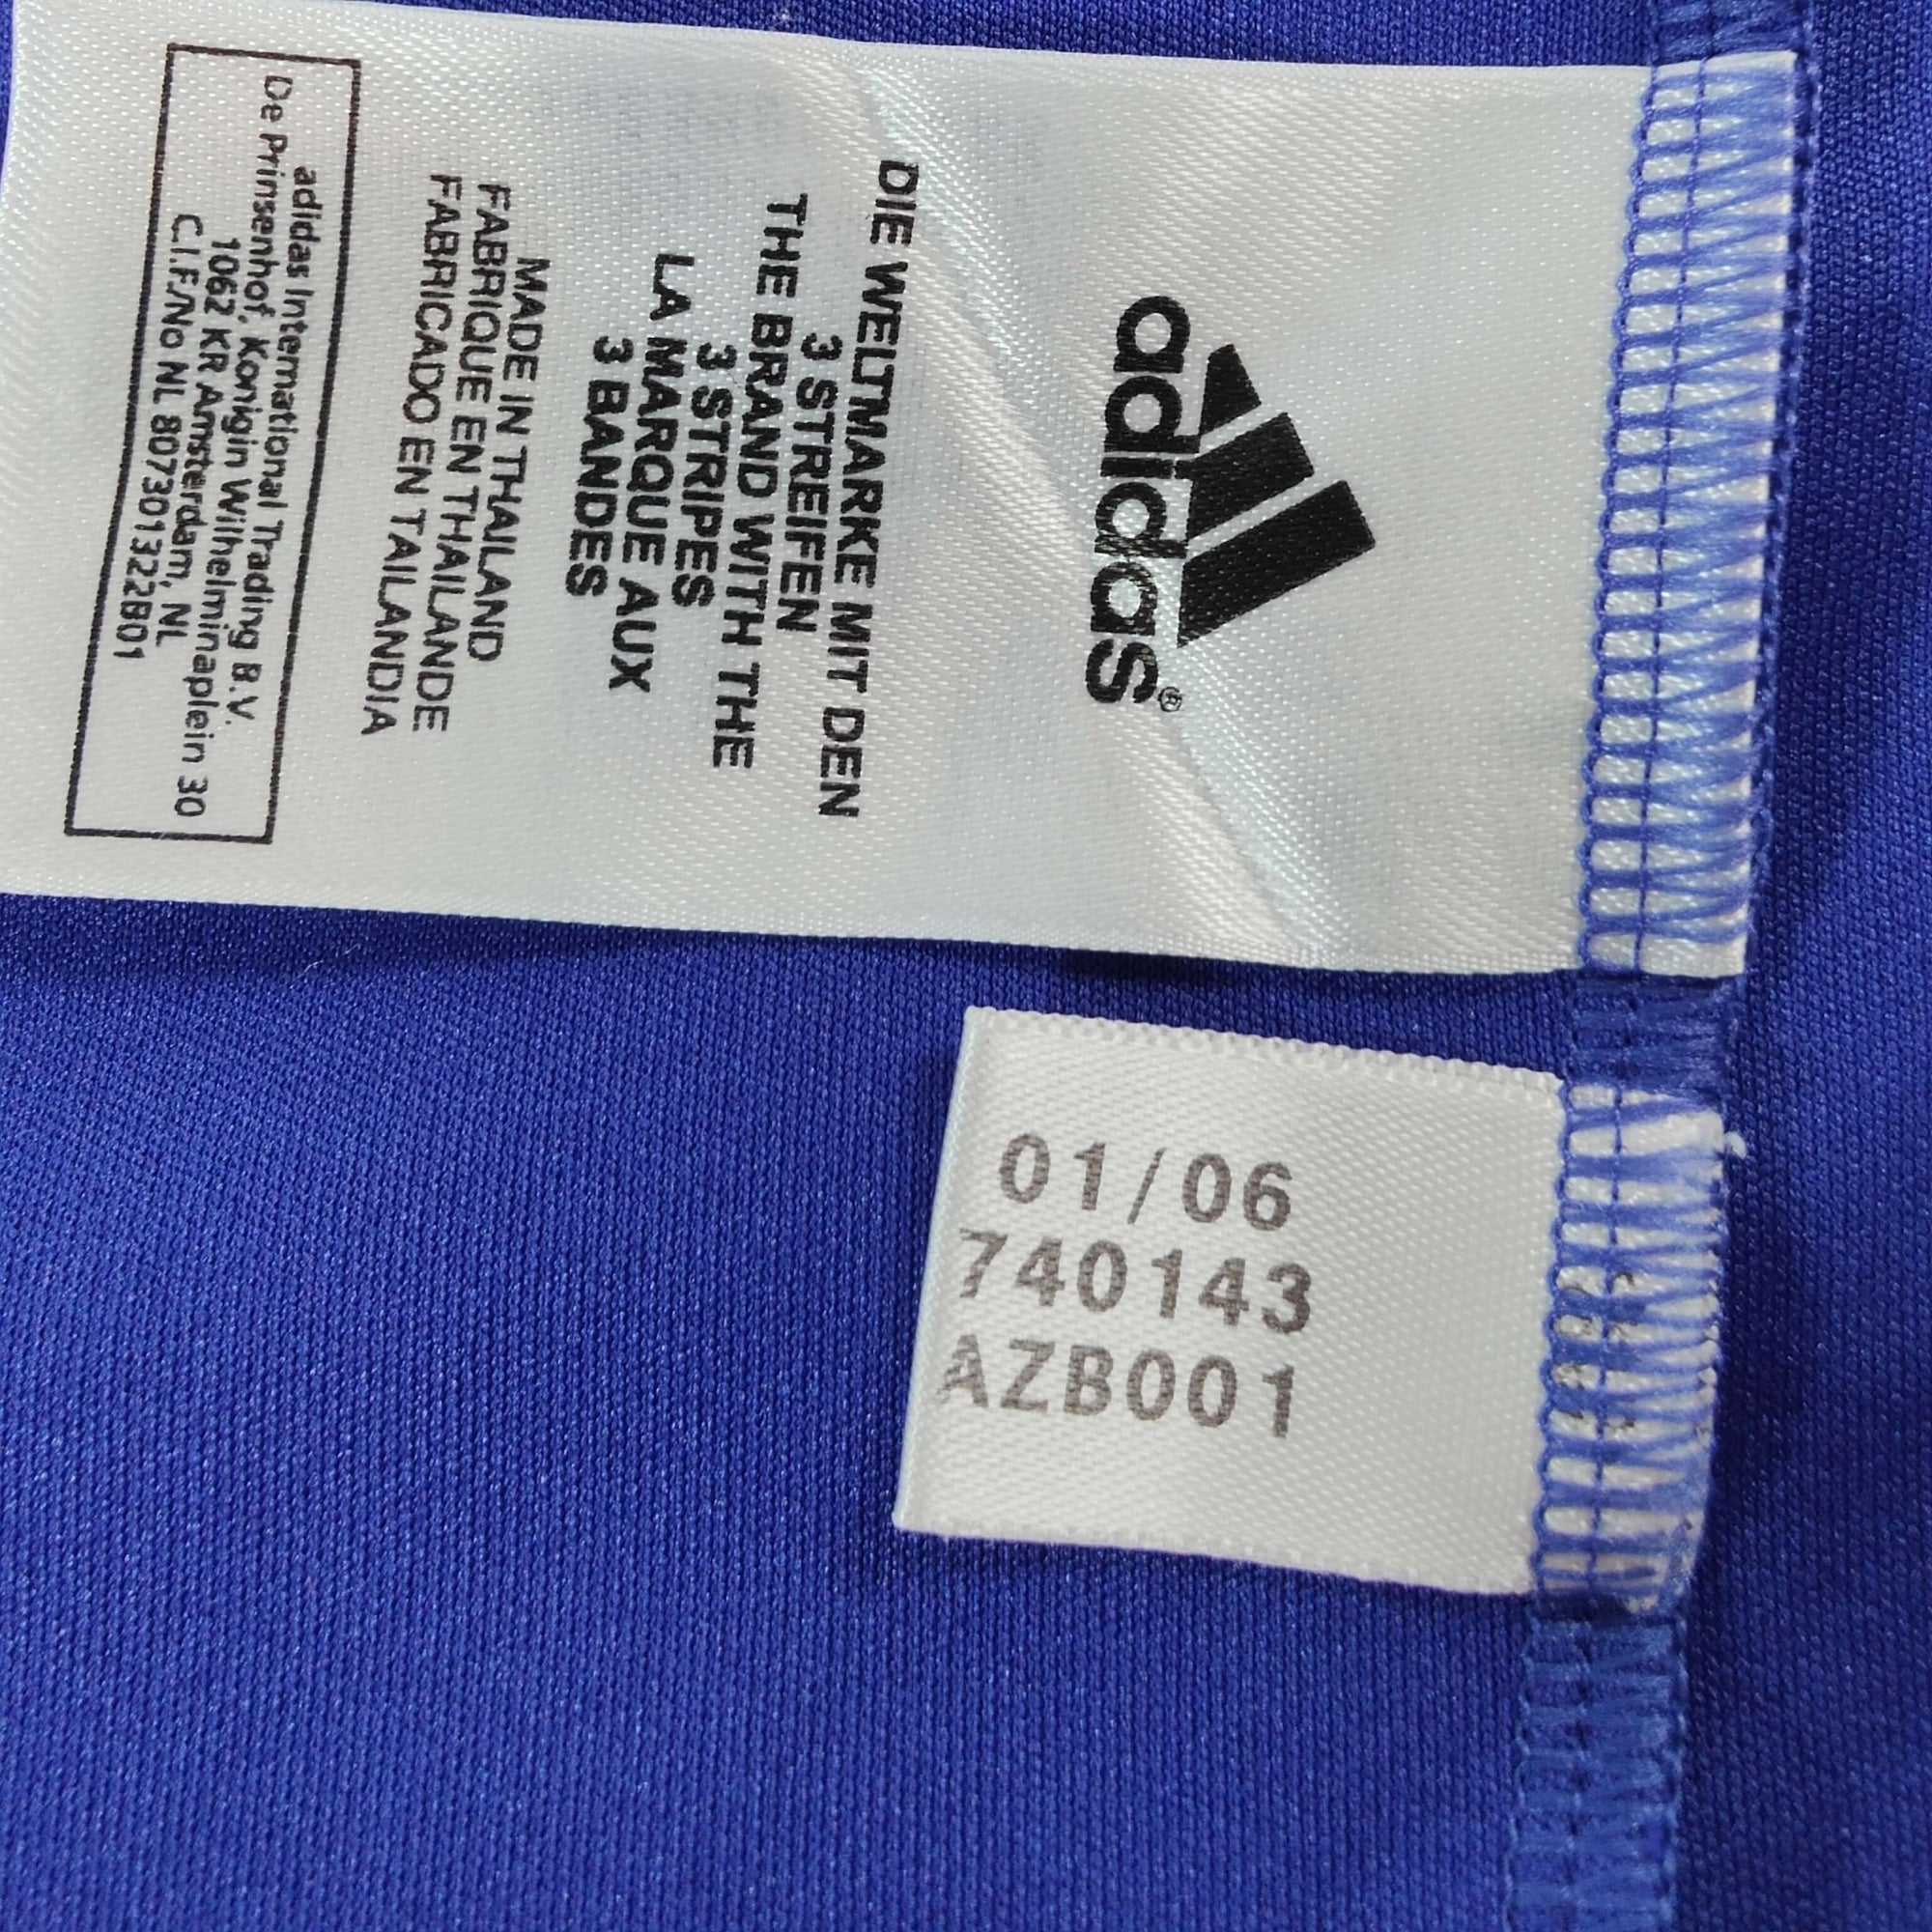 adidas®
DIE WELTMARKE MIT DEN
3 STREIFEN
THE BRAND WITH THE
3 STRIPES
LA MARQUE AUX
3 BANDES
MADE IN THAILAND
FABRIQUE EN THAILANDE
FABRICADO EN TAILANDIA
adidas International Trading B.V.
De Prinsenhof, Konigin Wilhelminaplein 30
1062 KR Amsterdam, NL
C.I.F./No NL 807301322B01
01/06
740143
AZB001